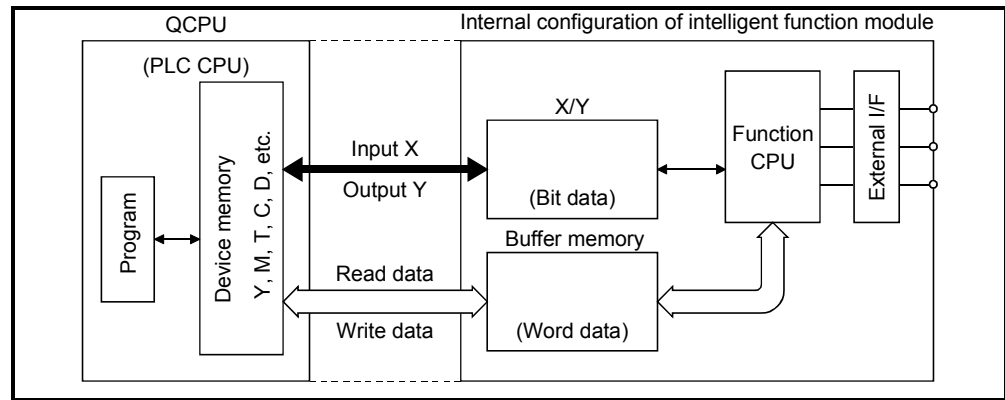 QCPU
Internal configuration of intelligent function module
(PLC CPU)
Program
Device memory
Y, M, T, C, D, etc.
Input X
Output Y
Read data
Write data
X/Y
(Bit data)
Buffer memory
(Word data)
Function
CPU
External I/F